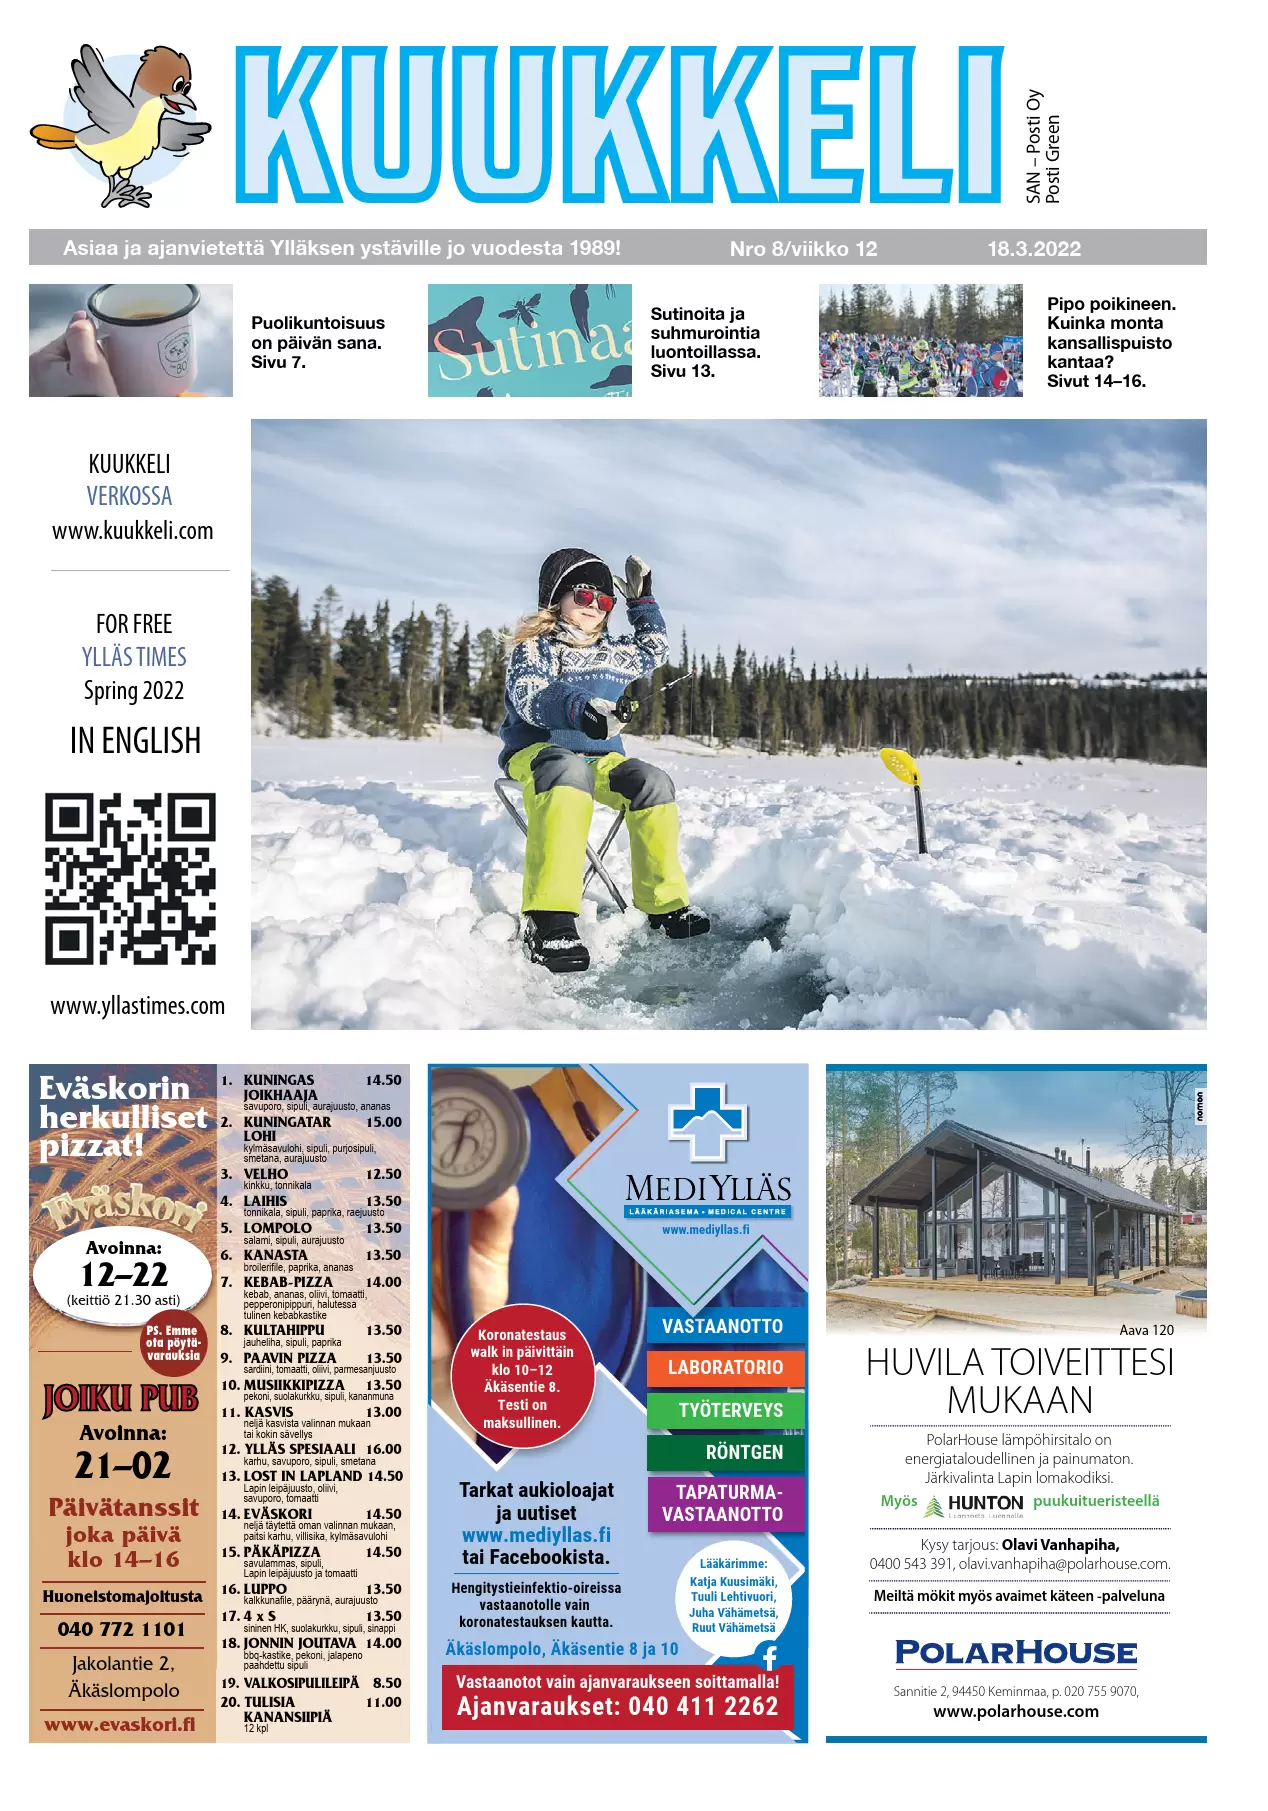 KUUKKELI
SAN – Posti Oy
Posti Green
Asiaa ja ajanvietettä Ylläksen ystäville jo vuodesta 1989!
Nro 8/viikko 12
18.3.2022
80
Puolikuntoisuus
on päivän sana.
Sivu 7.
Sutinaa
Sutinoita ja
suhmurointia
luontoillassa.
Sivu 13.
Pipo poikineen.
Kuinka monta
kansallispuisto
kantaa?
Sivut 14–16.
KUUKKELI
VERKOSSA
www.kuukkeli.com
FOR FREE
YLLÄS TIMES
Spring 2022
IN ENGLISH
www.yllastimes.com
Eväskorin
herkulliset
pizzat!
Eväskori
Avoinna:
12–22
(keittiö 21.30 asti)
PS. Emme
ota pöytä-
varauksia
JOIKU PUB
Avoinna:
21–02
Päivätanssit
joka päivä
klo 14–16
Huoneistomajoitusta
040 772 1101
Jakolantie 2,
Äkäslompolo
www.evaskori.fi
1. KUNINGAS 14.50
JOIKHAAJA
savuporo, sipuli, aurajuusto, ananas
2. KUNINGATAR 15.00
LOHI
kylmäsavulohi, sipuli, purjosipuli,
smetana, aurajuusto
3. VELHO 12.50
kinkku, tonnikala
4. LAIHIS 13.50
tonnikala, sipuli, paprika, raejuusto
5. LOMPOLO 13.50
salami, sipuli, aurajuusto
6. KANASTA 13.50
broilerifile, paprika, ananas
7. KEBAB-PIZZA 14.00
kebab, ananas, oliivi, tomaatti,
pepperonipippuri, halutessa
tulinen kebabkastike
8. KULTAHIPPU 13.50
jauheliha, sipuli, paprika
9. PAAVIN PIZZA 13.50
sardiini, tomaatti, oliivi, parmesanjuusto
10. MUSIIKKIPIZZA 13.50
pekoni, suolakurkku, sipuli, kananmuna
11. KASVIS 13.00
neljä kasvista valinnan mukaan
tai kokin sävellys
12. YLLÄS SPESIAALI 16.00
karhu, savuporo, sipuli, smetana
13. LOST IN LAPLAND 14.50
Lapin leipäjuusto, oliivi,
savuporo, tomaatti
14. EVÄSKORI 14.50
neljä täytettä oman valinnan mukaan,
paitsi karhu, villisika, kylmäsavulohi
15. PÄKÄPIZZA 14.50
savulammas, sipuli,
Lapin leipäjuusto ja tomaatti
16. LUPPO 13.50
kalkkunafile, päärynä, aurajuusto
17. 4 x S 13.50
sininen HK, suolakurkku, sipuli, sinappi
18. JONNIN JOUTAVA 14.00
bbq-kastike, pekoni, jalapeno
paahdettu sipuli
19. VALKOSIPULILEIPÄ 8.50
20. TULISIA 11.00
KANANSIIPIÄ
12 kpl
MEDIYLLÄS
LÄÄKÄRIASEMA • MEDICAL CENTRE
www.mediyllas.fi
Koronatestaus
walk in päivittäin
klo 10–12
Äkäsentie 8.
Testi on
maksullinen.
VASTAANOTTO
LABORATORIO
TYÖTERVEYS
RÖNTGEN
TAPATURMA-
VASTAANOTTO
Tarkat aukioloajat
ja uutiset
www.mediyllas.fi
tai Facebookista.
Hengitystieinfektio-oireissa
vastaanotolle vain
koronatestauksen kautta.
Lääkärimme:
Katja Kuusimäki,
Tuuli Lehtivuori,
Juha Vähämetsä,
Ruut Vähämetsä
Äkäslompolo, Äkäsentie 8 ja 10
Vastaanotot vain ajanvaraukseen soittamalla!
Ajanvaraukset: 040 411 2262
nomon
Aava 120
HUVILA TOIVEITTESI
MUKAAN
PolarHouse lämpöhirsitalo on
energiataloudellinen ja painumaton.
Järkivalinta Lapin lomakodiksi.
Myös HUNTON puukuitueristeellä
Luonnosta. Luonnolle.
Kysy tarjous: Olavi Vanhapiha,
0400 543 391, olavi.vanhapiha@polarhouse.com.
Meiltä mökit myös avaimet käteen -palveluna
POLARHOUSE
Sannitie 2, 94450 Keminmaa, p. 020 755 9070,
www.polarhouse.com